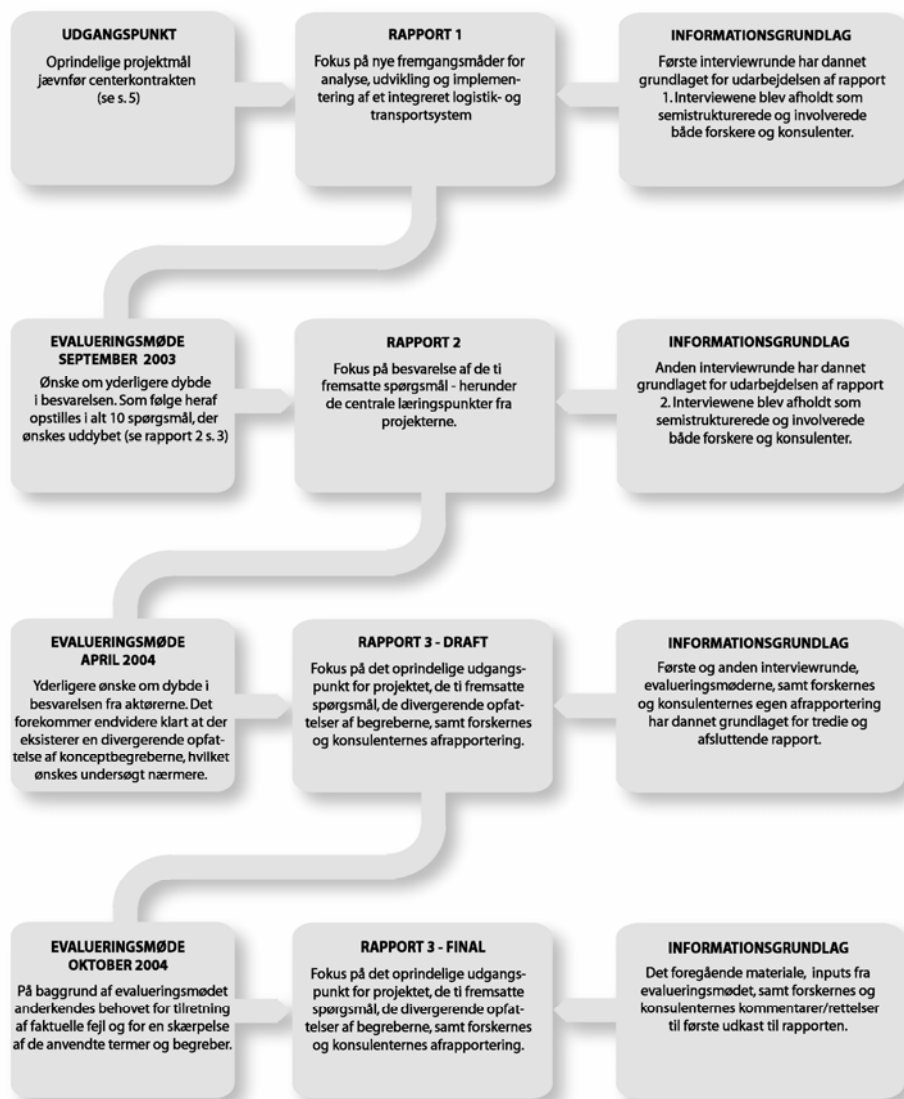 UDGANGSPUNKT
Oprindelige projektmål
jævnfør centerkontrakten
(se s. 5)
RAPPORT 1
Fokus på nye fremgangsmåder for
analyse, udvikling og implemen-
tering af et integreret logistik- og
transportsystem
INFORMATIONSGRUNDLAG
Første interviewrunde har dannet
grundlaget for udarbejdelsen af rapport
1. Interviewene blev afholdt som
semistrukturerede og involverede
både forskere og konsulenter.
EVALUERINGSMØDE
SEPTEMBER 2003
Ønske om yderligere dybde
i besvarelsen. Som følge heraf
opstilles i alt 10 spørgsmål, der
ønskes uddybet (se rapport 2 s. 3)
RAPPORT 2
Fokus på besvarelse af de ti
fremsatte spørgsmål - herunder
de centrale læringspunkter fra
projekterne.
INFORMATIONSGRUNDLAG
Anden interviewrunde har dannet
grundlaget for udarbejdelsen af rapport
2. Interviewene blev afholdt som
semistrukturerede og involverede
både forskere og konsulenter.
EVALUERINGSMØDE
APRIL 2004
Yderligere ønske om dybde i
besvarelsen fra aktørerne. Det
forekommer endvidere klart at der
eksisterer en divergerende opfat-
telse af konceptbegreberne, hvilket
ønskes undersøgt nærmere.
RAPPORT 3 - DRAFT
Fokus på det oprindelige udgangs-
punkt for projektet, de ti fremsatte
spørgsmål, de divergerende opfat-
telser af begreberne, samt forskernes
og konsulenternes afrapportering.
INFORMATIONSGRUNDLAG
Første og anden interviewrunde,
evalueringsmøderne, samt forskernes
og konsulenternes egen afrapportering
har dannet grundlaget for tredie og
afsluttende rapport.
EVALUERINGSMØDE
OKTOBER 2004
På baggrund af evalueringsmødet
anderkendes behovet for tilretning
af faktuelle fejl og for en skærpelse
af de anvendte termer og begreber.
RAPPORT 3 - FINAL
Fokus på det oprindelige udgangs-
punkt for projektet, de ti fremsatte
spørgsmål, de divergerende opfat-
telser af begreberne, samt forskernes
og konsulenternes afrapportering.
INFORMATIONSGRUNDLAG
Det foregående materiale, inputs fra
evalueringsmødet, samt forskernes og
konsulenternes kommentarer/rettelser
til første udkast til rapporten.